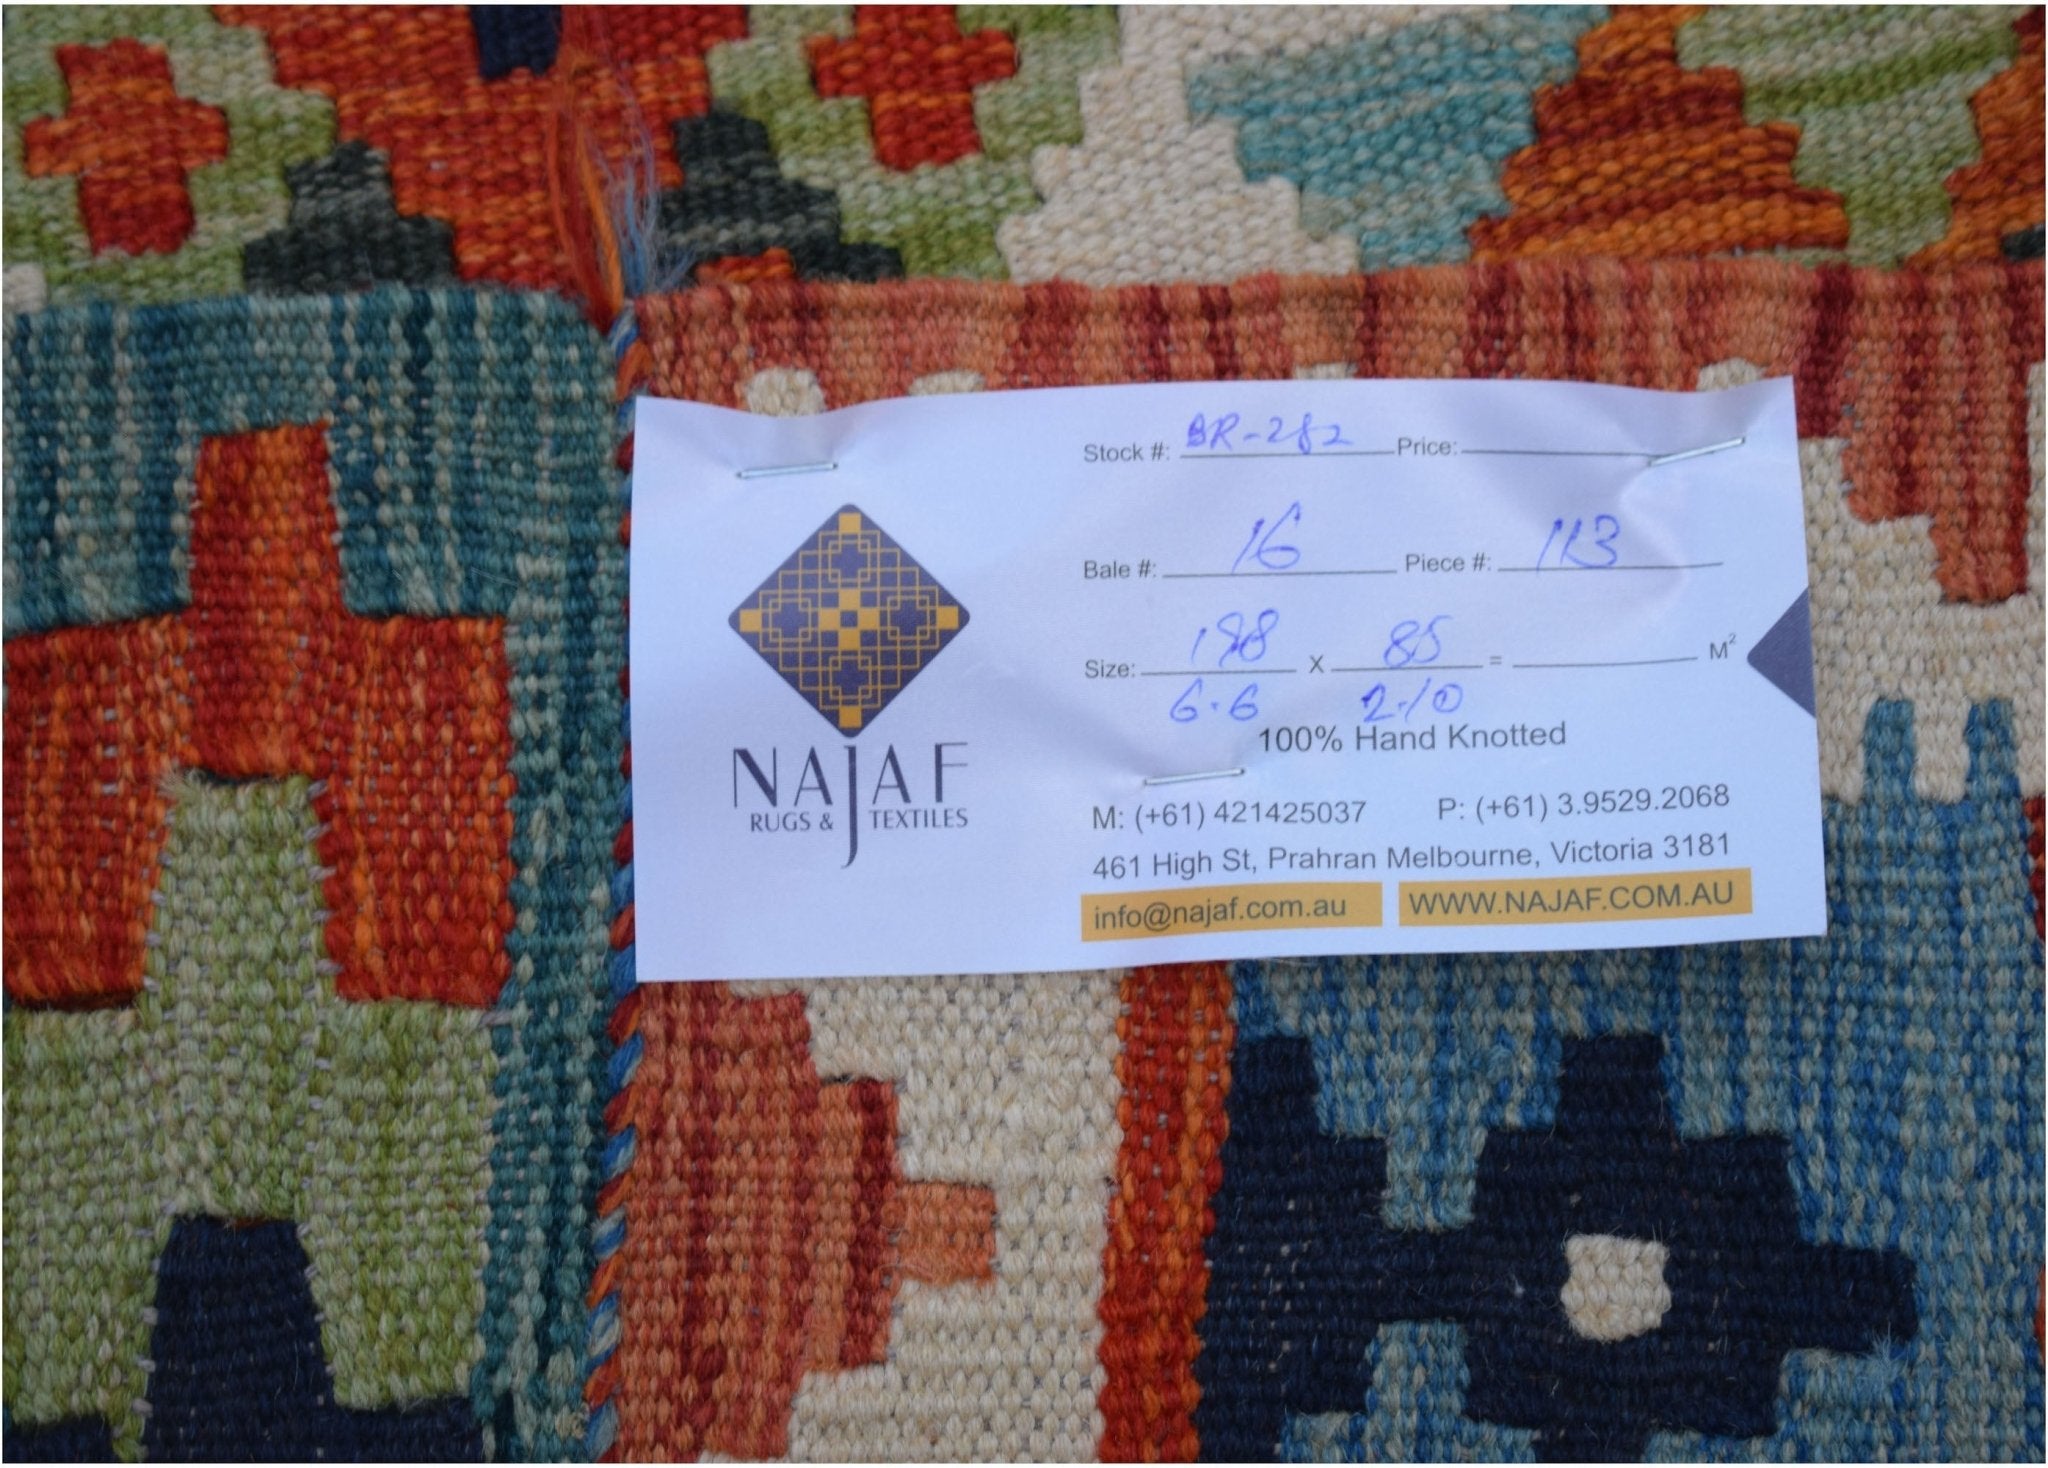 NAJAF
RUGS & TEXTILES
Stock #: BR-282 Price:
Bale #: 16 Piece #: 113
Size: 198 X 85 = M²
6.6 2.10
100% Hand Knotted
M: (+61) 421425037 P: (+61) 3.9529.2068
461 High St, Prahran Melbourne, Victoria 3181
info@najaf.com.au WWW.NAJAF.COM.AU